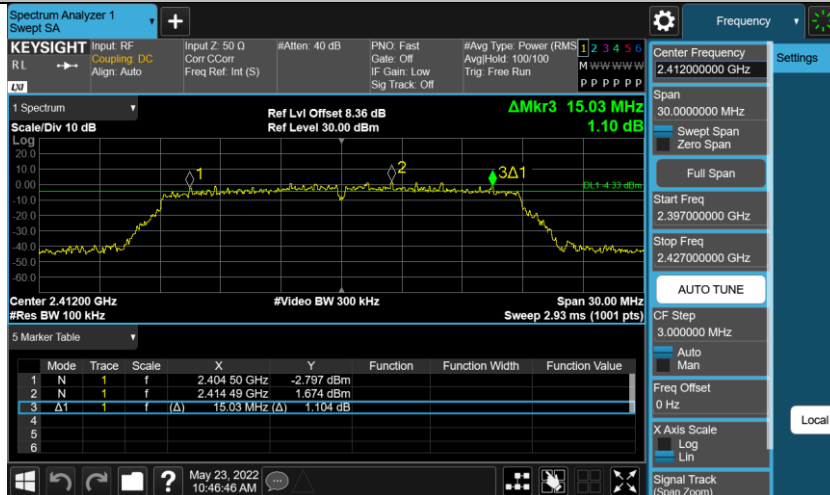 Spectrum Analyzer 1
Swept SA
Frequency
KEYSIGHT Input: RF Input Z: 50 Ω #Atten: 40 dB PNO: Fast #Avg Type: Power (RMS 1 2 3 4 5 6
RL Coupling: DC Corr CCorr Gate: Off Avg|Hold: 100/100 M W W W W W
Align: Auto Freq Ref: Int (S) IF Gain: Low Trig: Free Run
Sig Track: Off P P P P P P
LXI
1 Spectrum
Scale/Div 10 dB
Ref Lvl Offset 8.36 dB
Ref Level 30.00 dBm
ΔMkr3 15.03 MHz
1.10 dB
Log
20.0
10.0
0.00
-10.0
-20.0
-30.0
-40.0
-50.0
-60.0
1
2
3Δ1
DL1 -4.33 dBm
Center 2.41200 GHz #Video BW 300 kHz Span 30.00 MHz
#Res BW 100 kHz Sweep 2.93 ms (1001 pts)
5 Marker Table
Mode Trace Scale X Y Function Function Width Function Value
1 N 1 f 2.404 50 GHz -2.797 dBm
2 N 1 f 2.414 49 GHz 1.674 dBm
3 Δ1 1 f (Δ) 15.03 MHz (Δ) 1.104 dB
4
5
6
?
May 23, 2022
10:46:46 AM
Center Frequency
2.412000000 GHz
Settings
Span
30.0000000 MHz
Swept Span
Zero Span
Full Span
Start Freq
2.397000000 GHz
Stop Freq
2.427000000 GHz
AUTO TUNE
CF Step
3.000000 MHz
Auto
Man
Freq Offset
0 Hz
X Axis Scale
Log
Lin
Local
Signal Track
(Span Zoom)